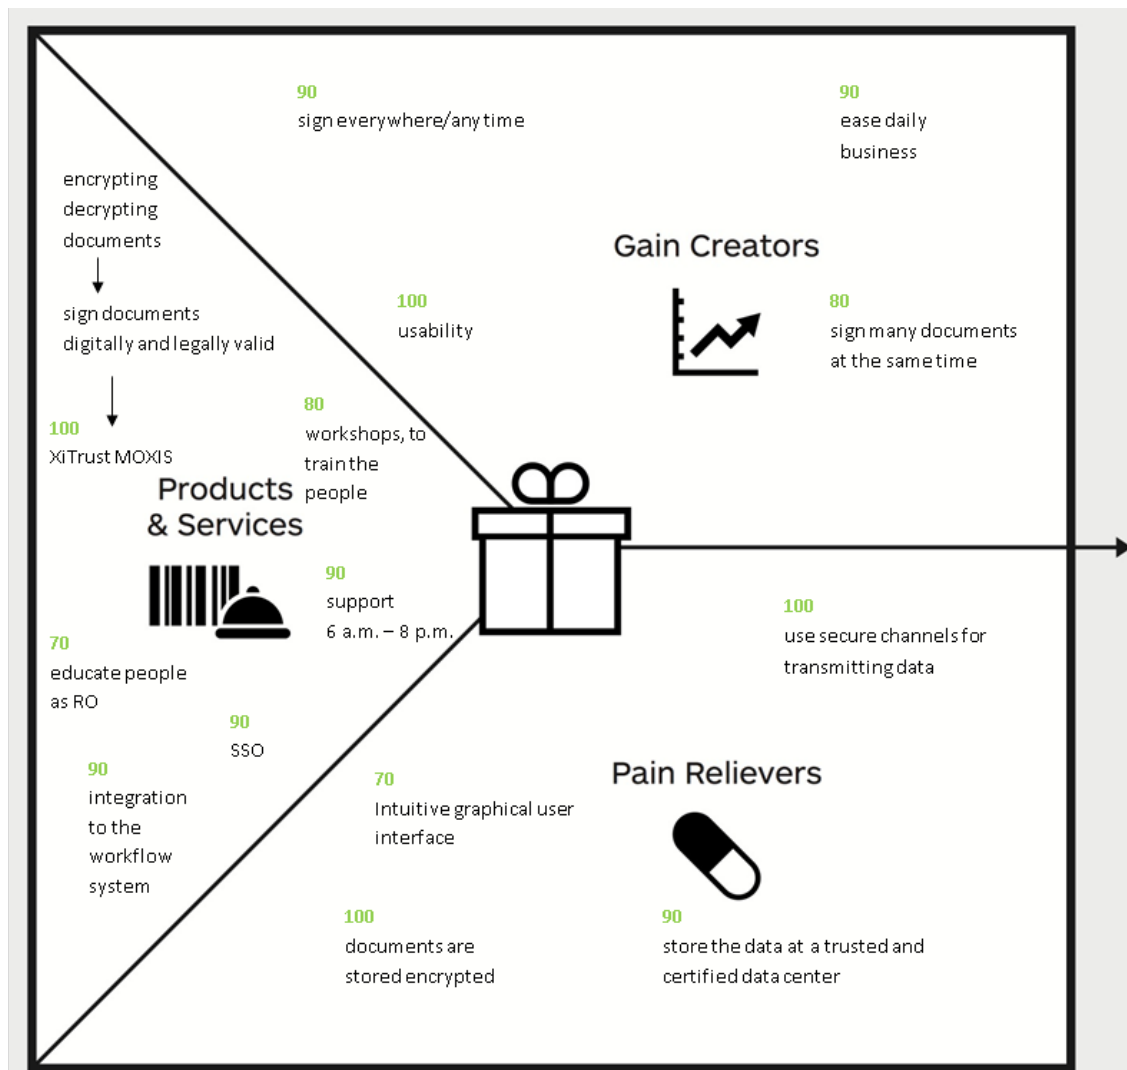 90
sign everywhere/any time
90
ease daily
business
encrypting
decrypting
documents
sign documents
digitally and legally valid
100
XiTrust MOXIS
Gain Creators
100
usability
80
sign many documents
at the same time
80
workshops, to
train the
people
Products
& Services
90
support
6 a.m. – 8 p.m.
70
educate people
as RO
90
SSO
90
integration
to the
workflow
system
100
use secure channels for
transmitting data
Pain Relievers
70
Intuitive graphical user
interface
100
documents are
stored encrypted
90
store the data at a trusted and
certified data center